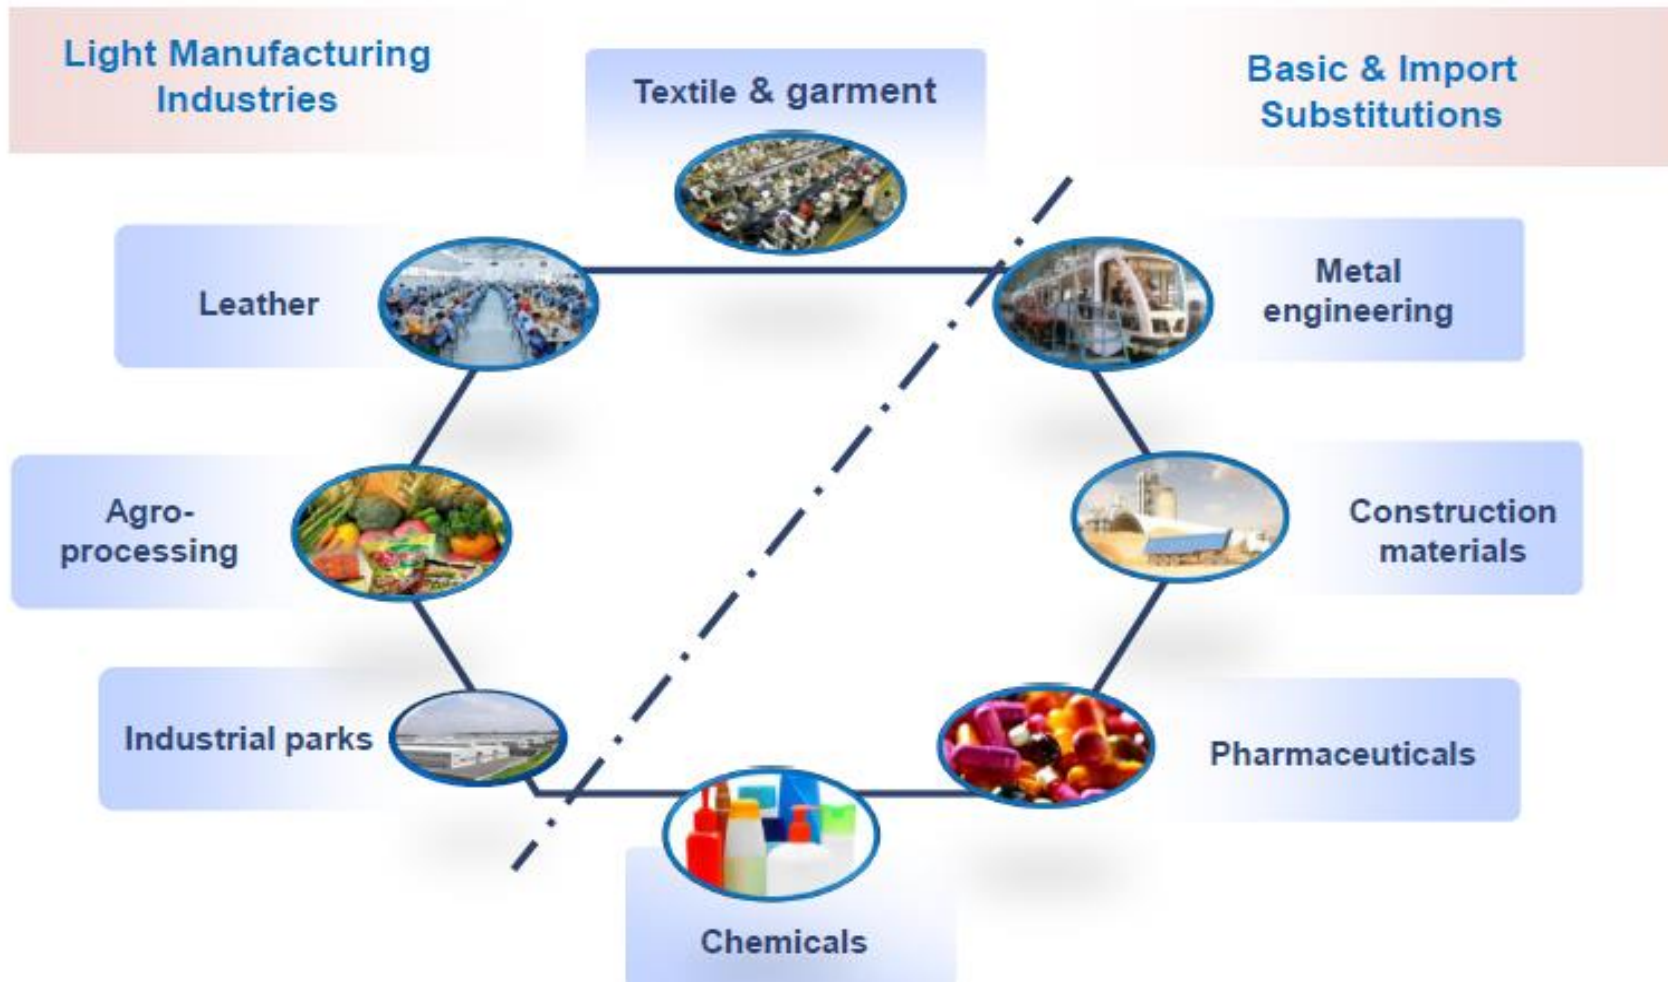 Light Manufacturing
Industries
Textile & garment
Basic & Import
Substitutions
Leather
Metal
engineering
Agro-
processing
Construction
materials
Industrial parks
Pharmaceuticals
Chemicals